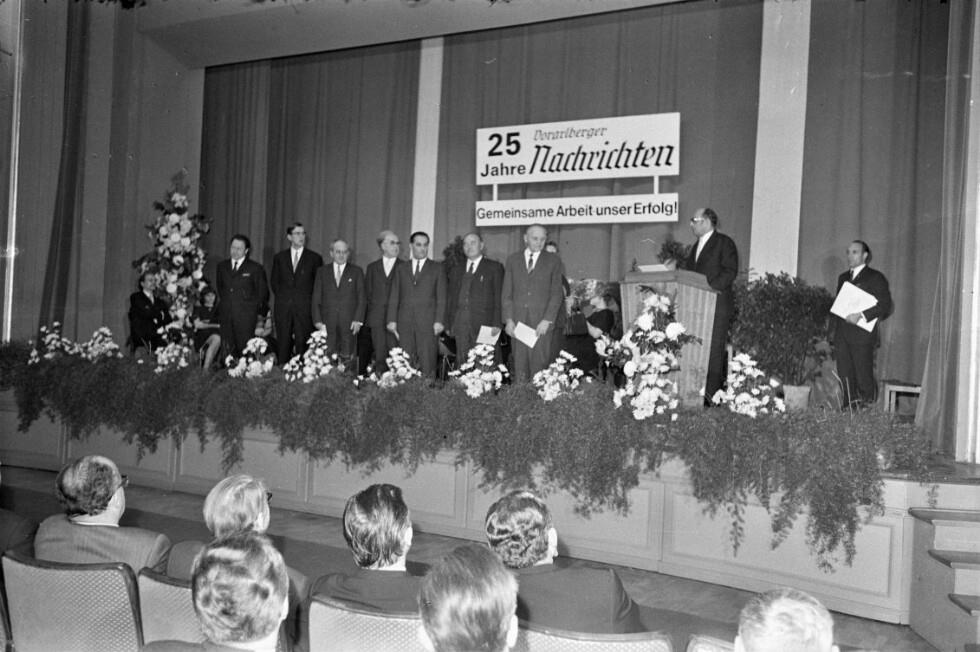 25 Jahre
Vorarlberger
Nachrichten
Gemeinsame Arbeit-unser Erfolg!